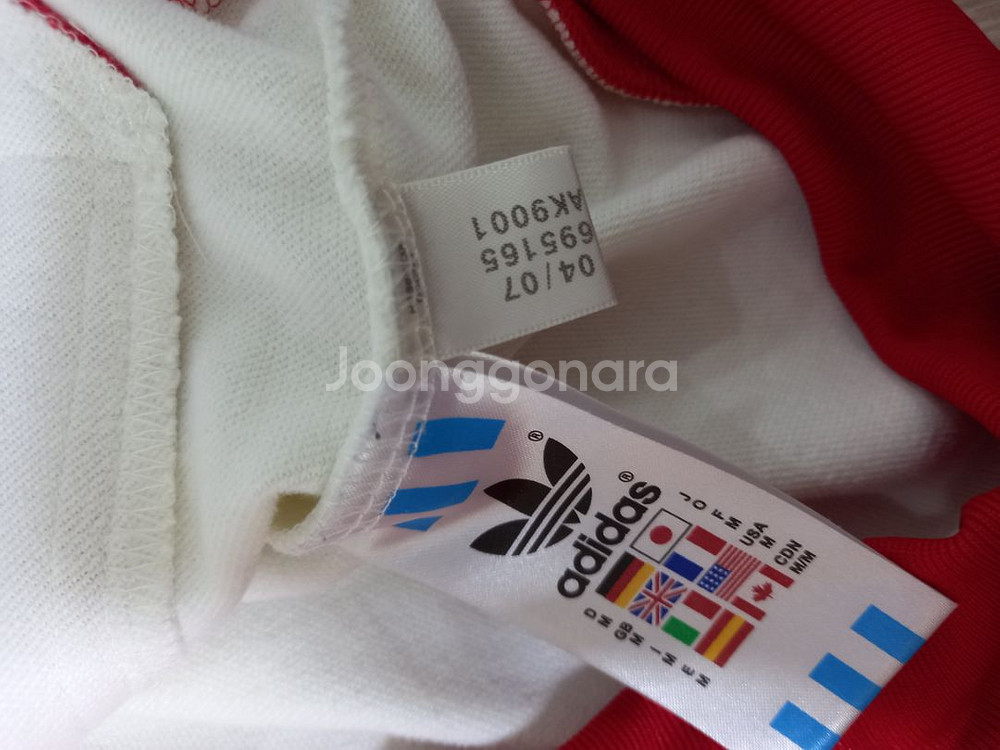 04/07
695165
AK9001
Joonggonara
®
adidas®
D J
M O
GB F
M M
I USA
M M
E CDN
M M/M